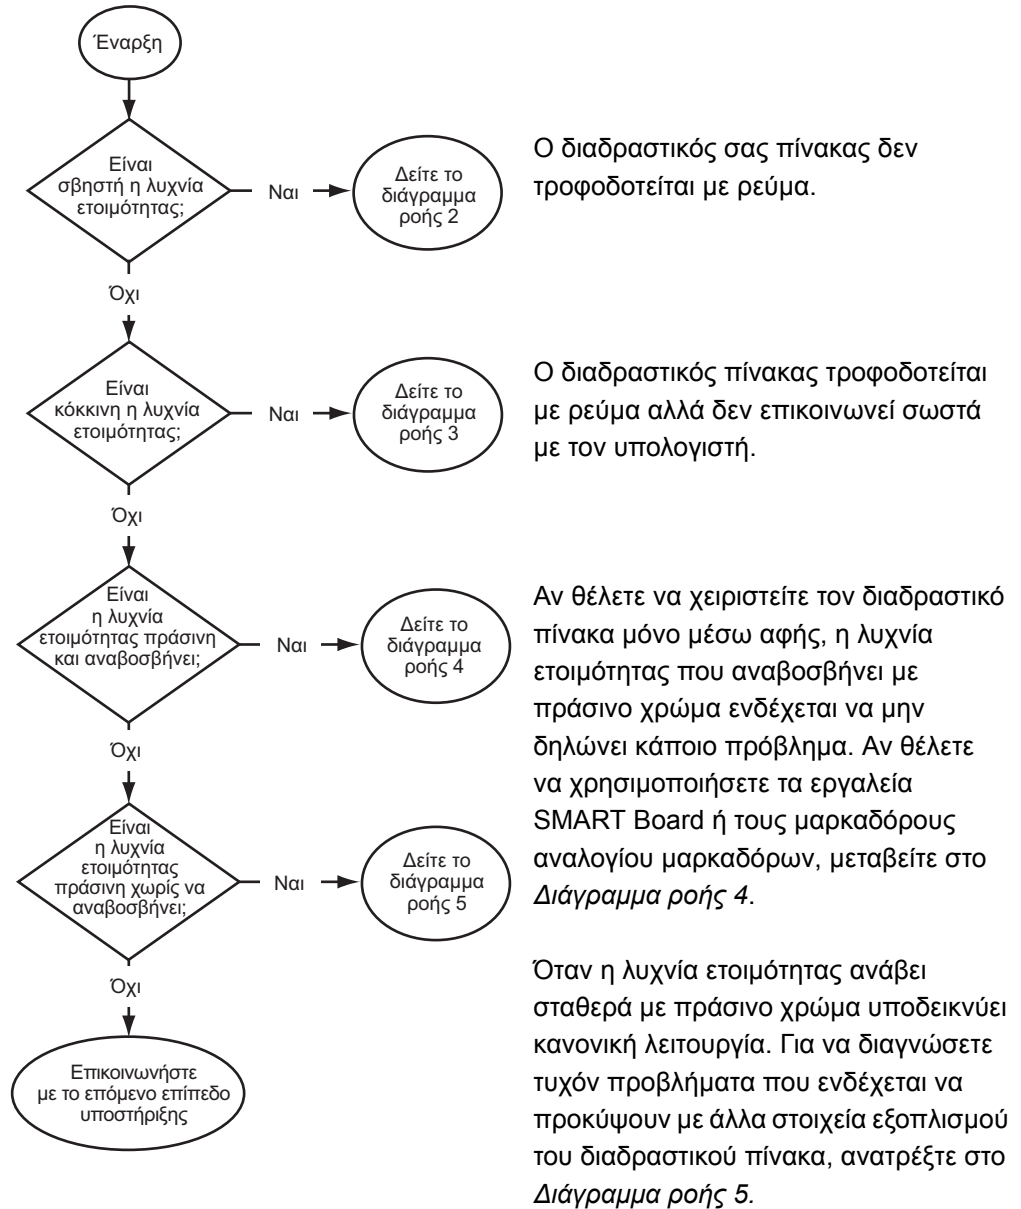 Έναρξη
Είναι
σβηστή η λυχνία
ετοιμότητας;
Ναι
Δείτε το
διάγραμμα
ροής 2
Ο διαδραστικός σας πίνακας δεν
τροφοδοτείται με ρεύμα.
Όχι
Είναι
κόκκινη η λυχνία
ετοιμότητας;
Ναι
Δείτε το
διάγραμμα
ροής 3
Ο διαδραστικός πίνακας τροφοδοτείται
με ρεύμα αλλά δεν επικοινωνεί σωστά
με τον υπολογιστή.
Όχι
Είναι
η λυχνία
ετοιμότητας πράσινη
και αναβοσβήνει;
Ναι
Δείτε το
διάγραμμα
ροής 4
Αν θέλετε να χειριστείτε τον διαδραστικό
πίνακα μόνο μέσω αφής, η λυχνία
ετοιμότητας που αναβοσβήνει με
πράσινο χρώμα ενδέχεται να μην
δηλώνει κάποιο πρόβλημα. Αν θέλετε
να χρησιμοποιήσετε τα εργαλεία
SMART Board ή τους μαρκαδόρους
αναλογίου μαρκαδόρων, μεταβείτε στο
Διάγραμμα ροής 4.
Όχι
Είναι
η λυχνία
ετοιμότητας
πράσινη χωρίς να
αναβοσβήνει;
Ναι
Δείτε το
διάγραμμα
ροής 5
Όταν η λυχνία ετοιμότητας ανάβει
σταθερά με πράσινο χρώμα υποδεικνύει
κανονική λειτουργία. Για να διαγνώσετε
τυχόν προβλήματα που ενδέχεται να
προκύψουν με άλλα στοιχεία εξοπλισμού
του διαδραστικού πίνακα, ανατρέξτε στο
Διάγραμμα ροής 5.
Όχι
Επικοινωνήστε
με το επόμενο επίπεδο
υποστήριξης